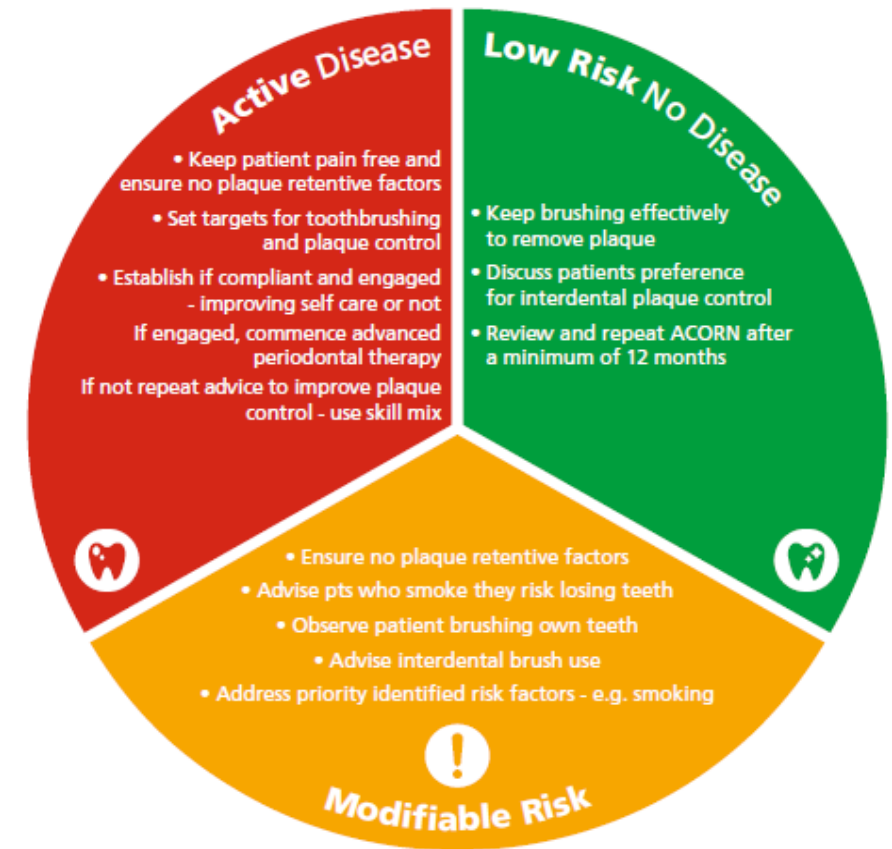 Active Disease
• Keep patient pain free and
ensure no plaque retentive factors
• Set targets for toothbrushing
and plaque control
• Establish if compliant and engaged
- improving self care or not
If engaged, commence advanced
periodontal therapy
If not repeat advice to improve plaque
control - use skill mix
Low Risk No Disease
• Keep brushing effectively
to remove plaque
• Discuss patients preference
for interdental plaque control
• Review and repeat ACORN after
a minimum of 12 months
• Ensure no plaque retentive factors
• Advise pts who smoke they risk losing teeth
• Observe patient brushing own teeth
• Advise interdental brush use
• Address priority identified risk factors - e.g. smoking
!
Modifiable Risk